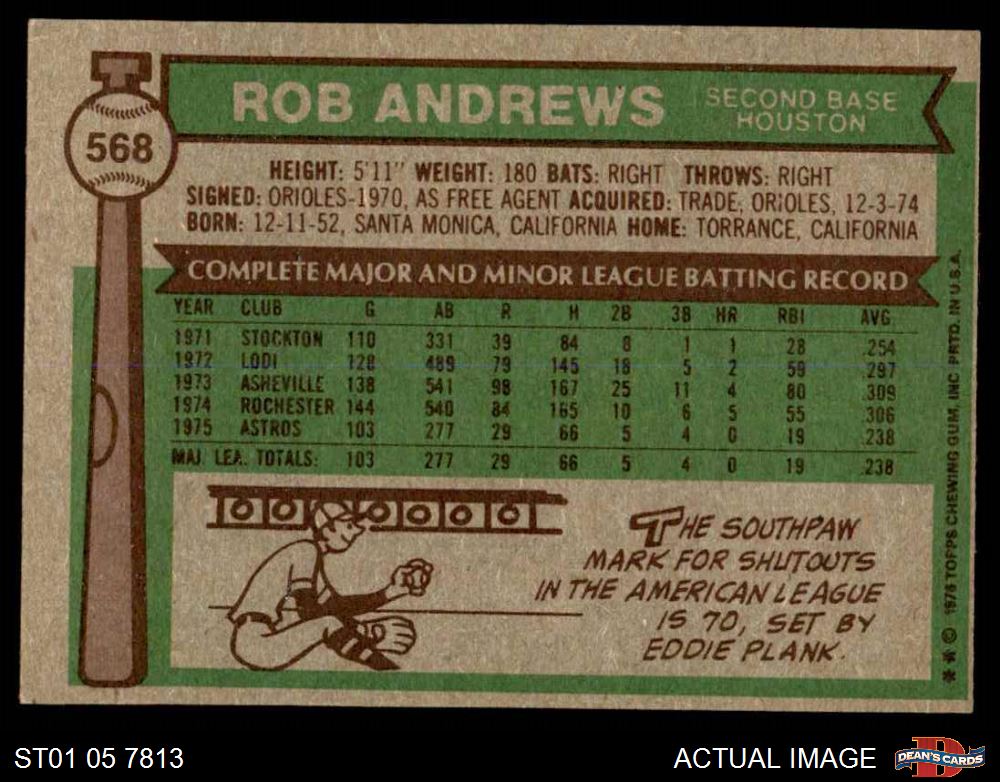 568
ROB ANDREWS
SECOND BASE
HOUSTON
HEIGHT: 5'11" WEIGHT: 180 BATS: RIGHT THROWS: RIGHT
SIGNED: ORIOLES-1970, AS FREE AGENT ACQUIRED: TRADE, ORIOLES, 12-3-74
BORN: 12-11-52, SANTA MONICA, CALIFORNIA HOME: TORRANCE, CALIFORNIA
COMPLETE MAJOR AND MINOR LEAGUE BATTING RECORD
YEAR CLUB G AB R H 2B 3B HR RBI AVG
1971 STOCKTON 110 331 39 84 8 1 1 28 .254
1972 LODI 128 489 79 145 18 5 2 59 .297
1973 ASHEVILLE 138 541 98 167 25 11 4 80 .309
1974 ROCHESTER 144 540 84 165 10 6 5 55 .306
1975 ASTROS 103 277 29 66 5 4 0 19 .238
MAJ. LEA. TOTALS: 103 277 29 66 5 4 0 19 .238
0 0 0 0 0 0
THE SOUTHPAW
MARK FOR SHUTOUTS
IN THE AMERICAN LEAGUE
IS 70, SET BY
EDDIE PLANK.
**© 1976 TOPPS CHEWING GUM, INC. PRTD. IN U.S.A.
ST01 05 7813
ACTUAL IMAGE
D
DEAN'S CARDS